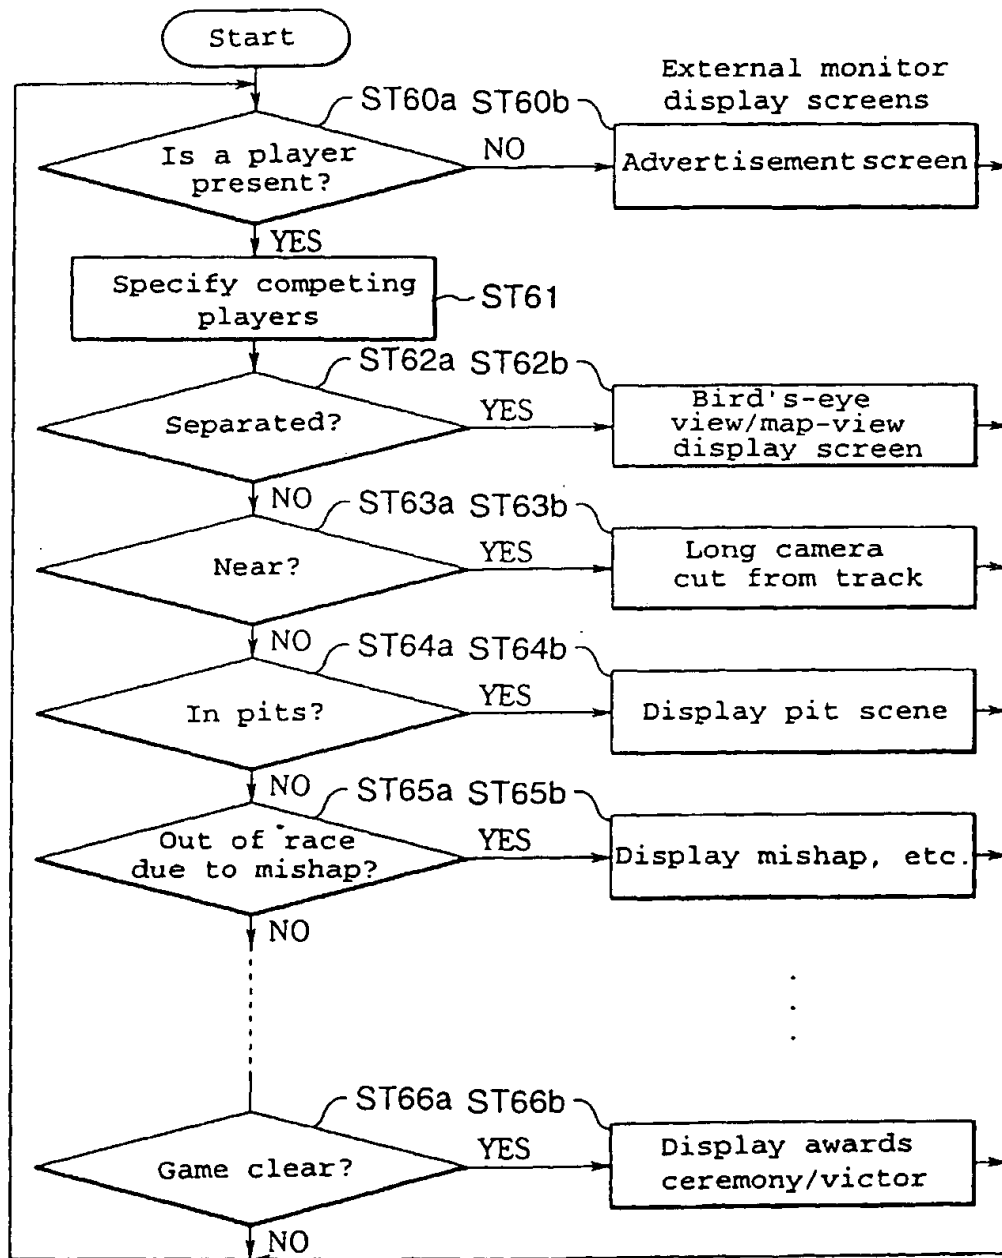 Start
External monitor
display screens
ST60a ST60b
Is a player
present?
NO
Advertisement screen
YES
Specify competing
players
ST61
ST62a ST62b
Separated?
YES
Bird's-eye
view/map-view
display screen
NO
ST63a ST63b
Near?
YES
Long camera
cut from track
NO
ST64a ST64b
In pits?
YES
Display pit scene
NO
ST65a ST65b
Out of race
due to mishap?
YES
Display mishap, etc.
NO
ST66a ST66b
Game clear?
YES
Display awards
ceremony/victor
NO